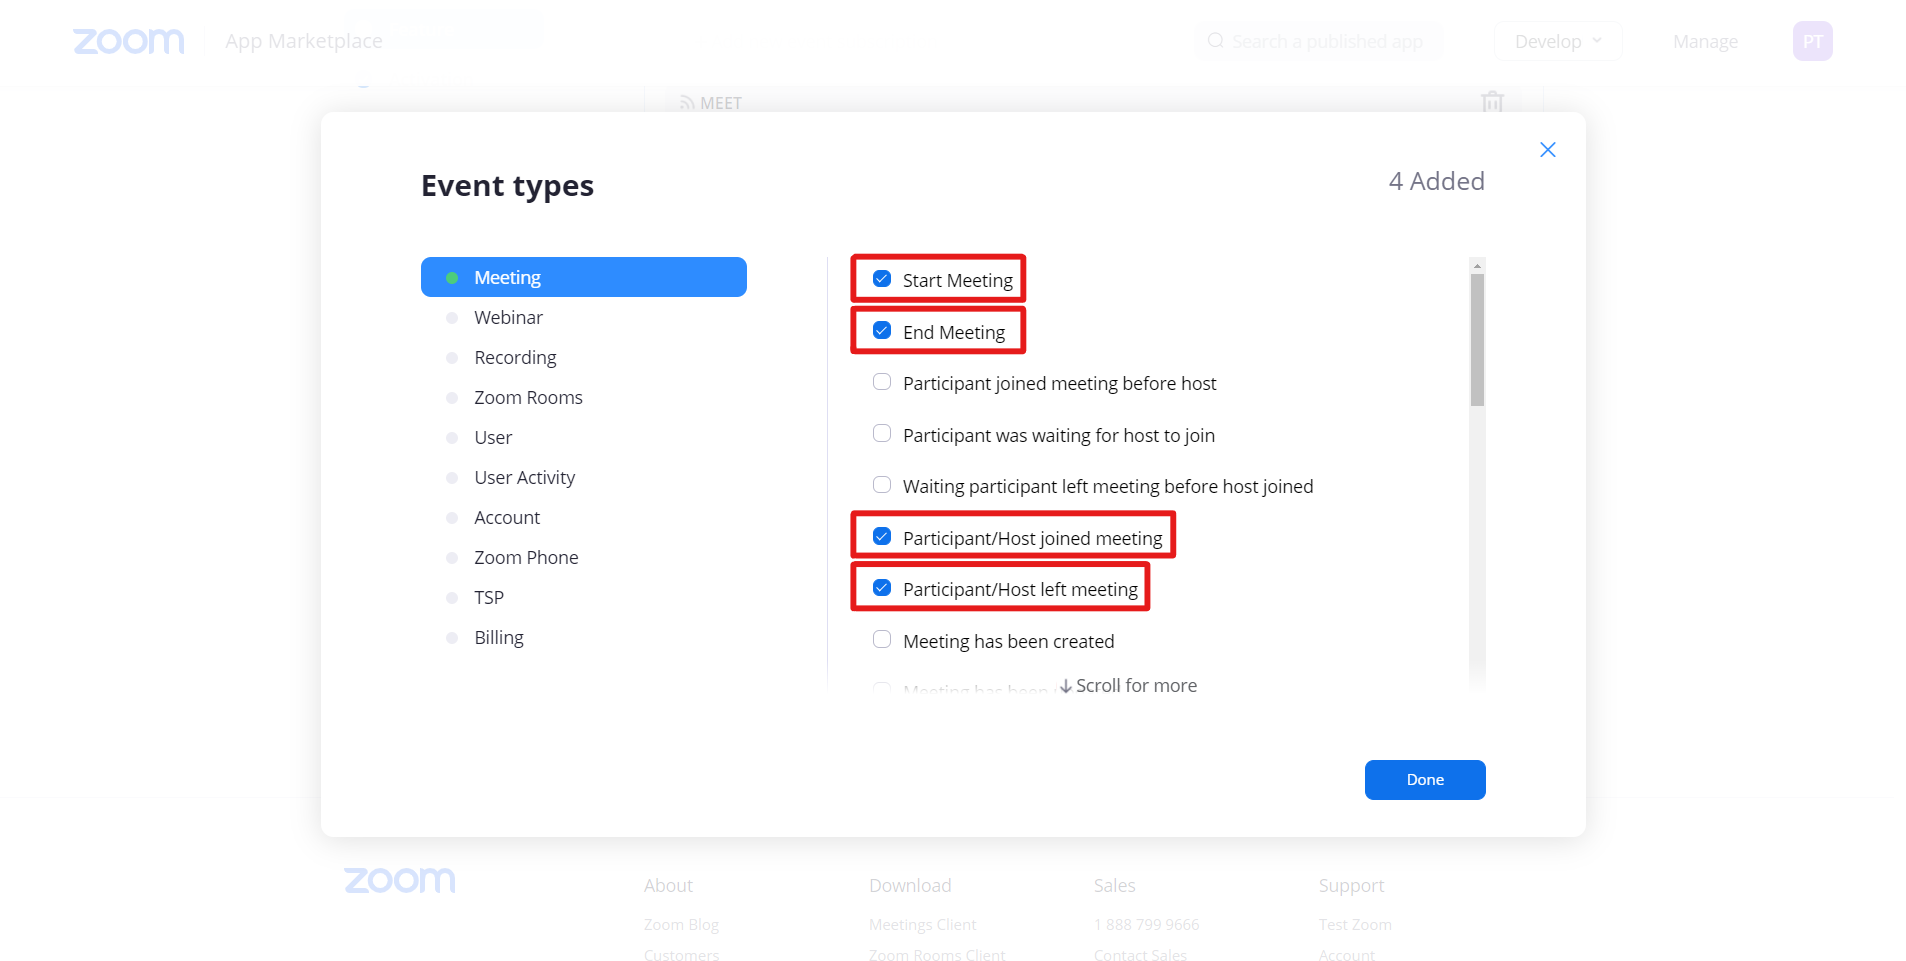 zoom App Marketplace Search a published app Develop Manage PT
MEET
Event types 4 Added
Meeting
Webinar
Recording
Zoom Rooms
User
User Activity
Account
Zoom Phone
TSP
Billing
Start Meeting
End Meeting
Participant joined meeting before host
Participant was waiting for host to join
Waiting participant left meeting before host joined
Participant/Host joined meeting
Participant/Host left meeting
Meeting has been created
Meeting has been
Scroll for more
Done
zoom
About Download Sales Support
Zoom Blog Meetings Client 1 888 799 9666 Test Zoom
Customers Zoom Rooms Client Contact Sales Account